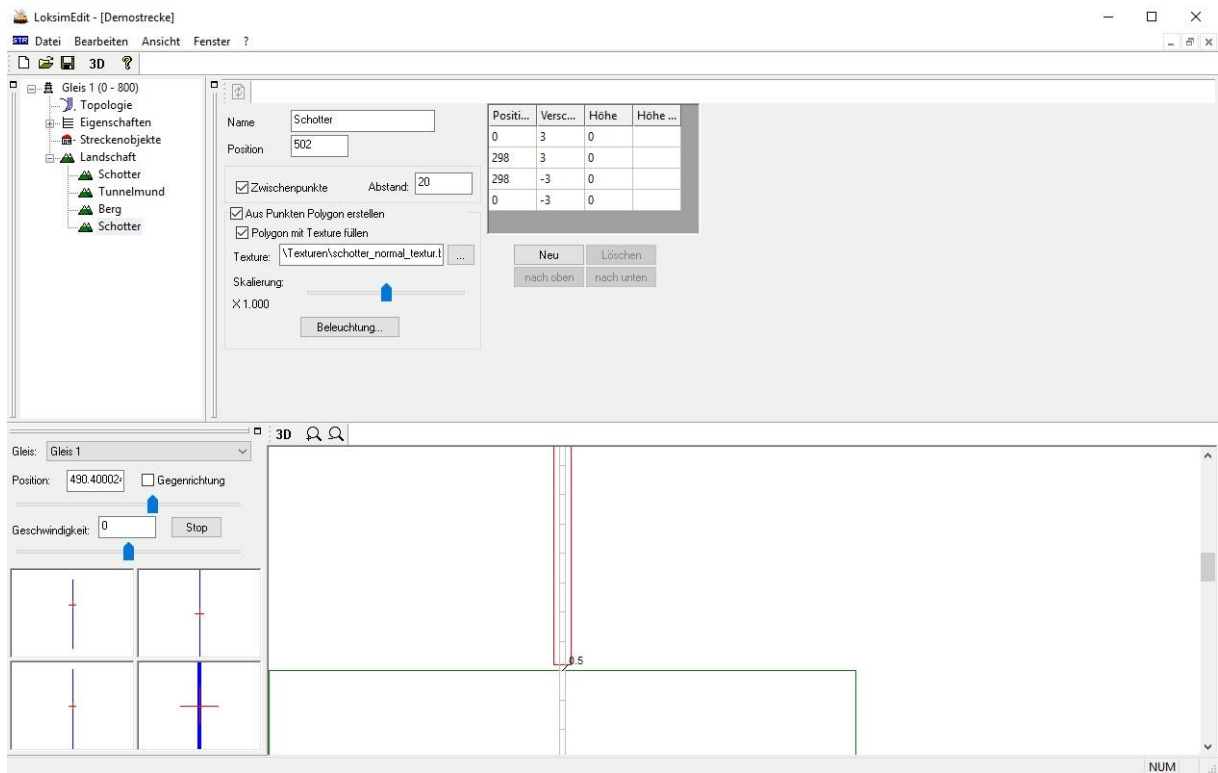 LoksimEdit - [Demostrecke]
STR Datei Bearbeiten Ansicht Fenster ?
3D
Gleis 1 (0 - 800)
Topologie
Eigenschaften
Streckenobjekte
Landschaft
Schotter
Tunnelmund
Berg
Schotter
Name Schotter
Position 502
Zwischenpunkte Abstand: 20
Aus Punkten Polygon erstellen
Polygon mit Texture füllen
Texture: \Texturen\schotter_normal_textur.b ...
Skalierung:
X 1.000
Beleuchtung...
Positi... Versc... Höhe Höhe ...
0 3 0
298 3 0
298 -3 0
0 -3 0
Neu Löschen
nach oben nach unten
Gleis: Gleis 1
Position: 490.40002 Gegenrichtung
Geschwindigkeit: 0 Stop
3D
0.5
NUM